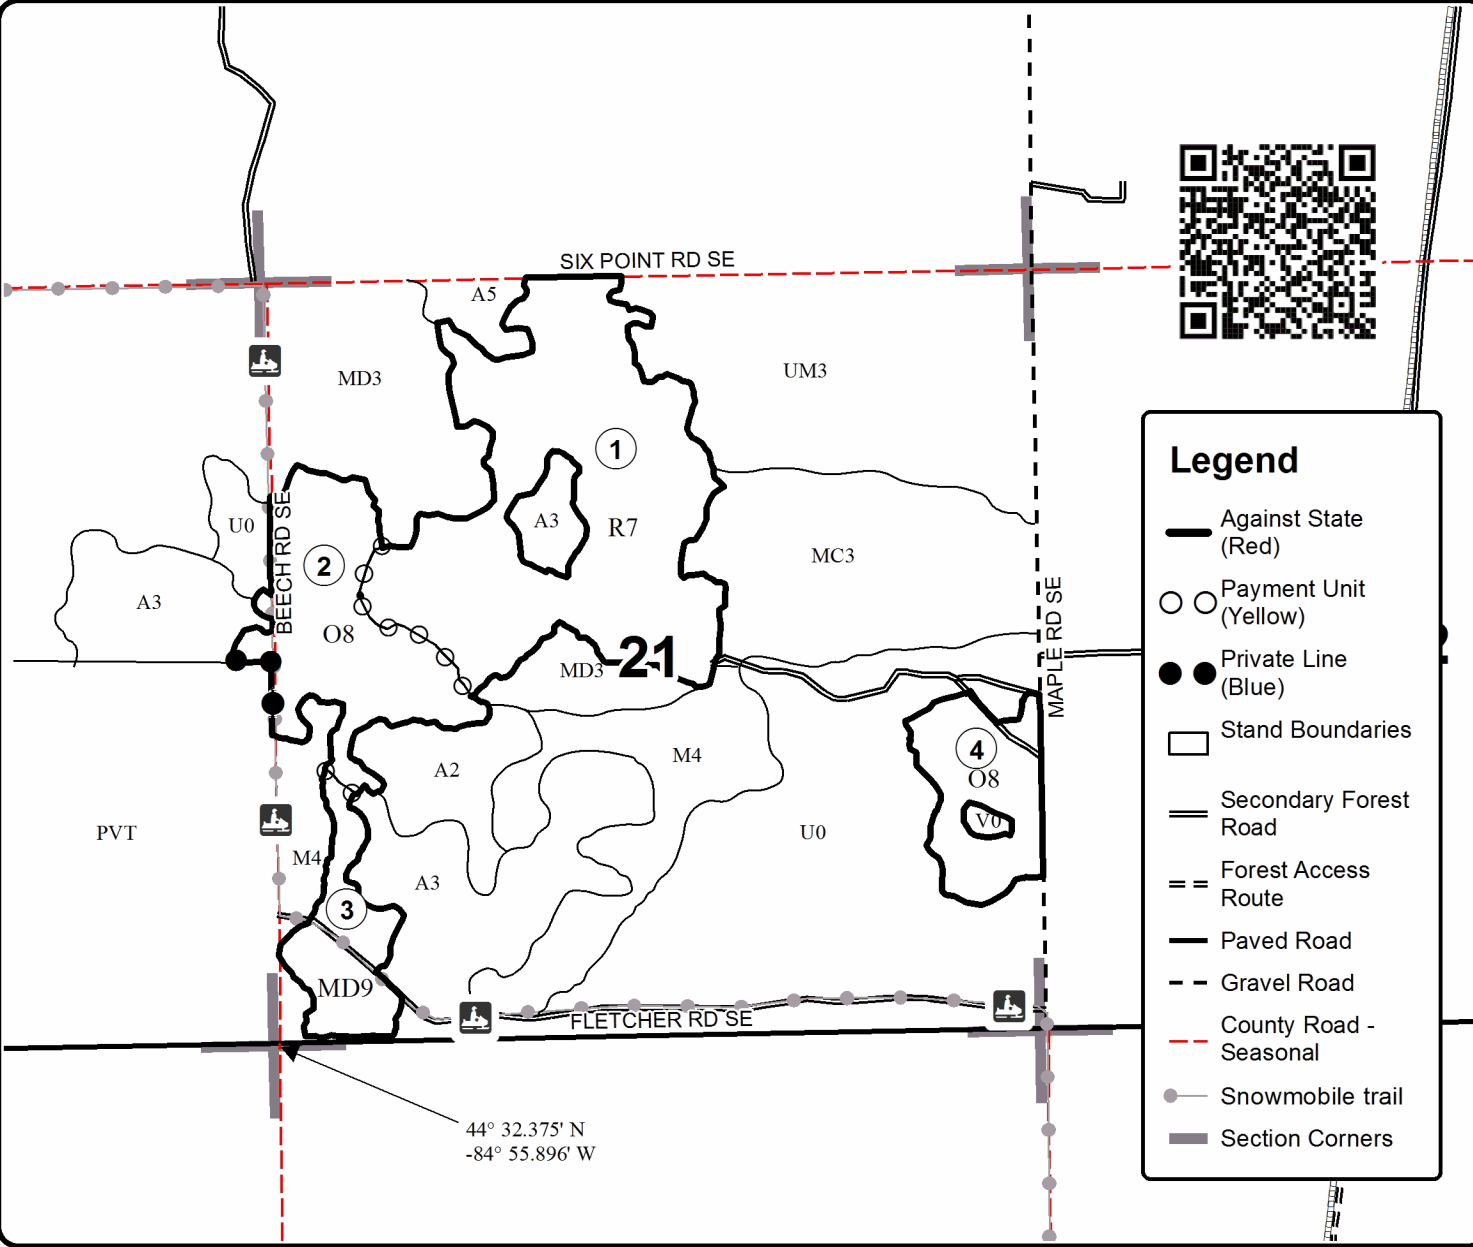 SIX POINT RD SE
A5
MD3
UM3
1
A3
R7
U0
BEECH RD SE
2
MC3
A3
O8
MAPLE RD SE
MD3
21
4
O8
A2
M4
V0
PVT
U0
M4
A3
3
MD9
FLETCHER RD SE
44° 32.375' N
-84° 55.896' W
Legend
Against State
(Red)
Payment Unit
(Yellow)
Private Line
(Blue)
Stand Boundaries
Secondary Forest
Road
Forest Access
Route
Paved Road
Gravel Road
County Road -
Seasonal
Snowmobile trail
Section Corners